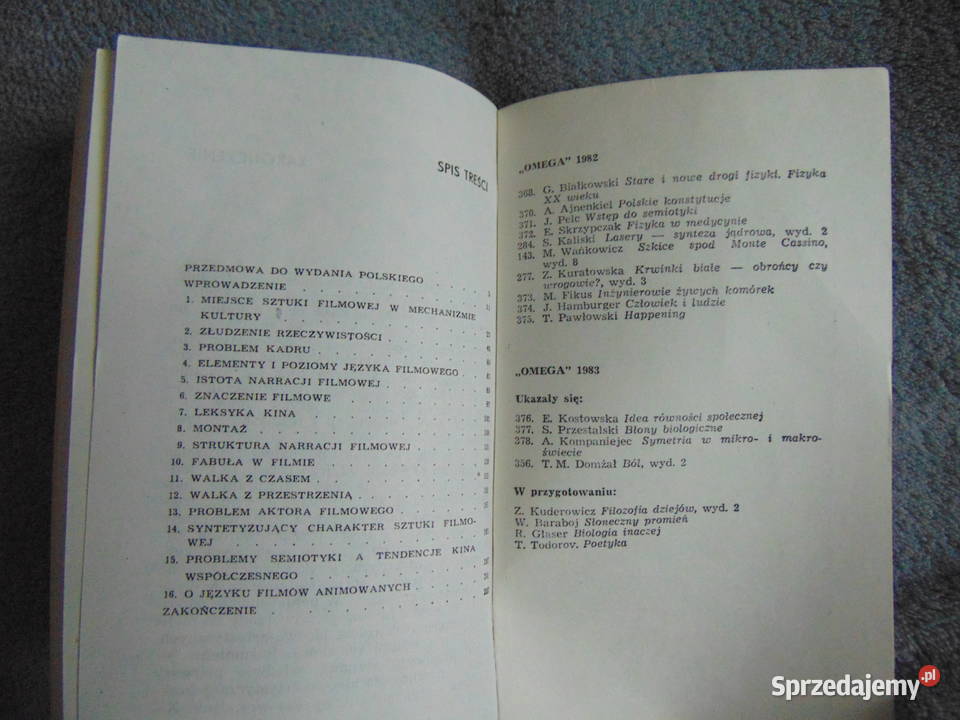 SPIS TREŚCI
PRZEDMOWA DO WYDANIA POLSKIEGO
WPROWADZENIE
1. MIEJSCE SZTUKI FILMOWEJ W MECHANIZMIE
KULTURY
2. ZŁUDZENIE RZECZYWISTOŚCI
3. PROBLEM KADRU
4. ELEMENTY I POZIOMY JĘZYKA FILMOWEGO
5. ISTOTA NARRACJI FILMOWEJ
6. ZNACZENIE FILMOWE
7. LEKSYKA KINA
8. MONTAŻ
9. STRUKTURA NARRACJI FILMOWEJ
10. FABUŁA W FILMIE
11. WALKA Z CZASEM
12. WALKA Z PRZESTRZENIĄ
13. PROBLEM AKTORA FILMOWEGO
14. SYNTETYZUJĄCY CHARAKTER SZTUKI FILMO-
WEJ
15. PROBLEMY SEMIOTYKI A TENDENCJE KINA
WSPÓŁCZESNEGO
16. O JĘZYKU FILMÓW ANIMOWANYCH
ZAKOŃCZENIE
„OMEGA" 1982
368. G. Białkowski Stare i nowe drogi fizyki. Fizyka
XX wieku
370. A. Ajnenkiel Polskie konstytucje
371. J. Pelc Wstęp do semiotyki
372. E. Skrzypczak Fizyka w medycynie
284. S. Kaliski Lasery — synteza jądrowa, wyd. 2
143. M. Wańkowicz Szkice spod Monte Cassino,
wyd. 8
277. Z. Kuratowska Krwinki białe — obrońcy czy
wrogowie?, wyd. 3
373. M. Fikus Inżynierowie żywych komórek
374. J. Hamburger Człowiek i ludzie
375. T. Pawłowski Happening
„OMEGA" 1983
Ukazały się:
376. E. Kostowska Idea równości społecznej
377. S. Przestalski Błony biologiczne
378. A. Kompaniejec Symetria w mikro- i makro-
świecie
356. T. M. Domżał Ból, wyd. 2
W przygotowaniu:
Z. Kuderowicz Filozofia dziejów, wyd. 2
W. Baraboj Słoneczny promień
R. Glaser Biologia inaczej
T. Todorov. Poetyka
Sprzedajemy.pl